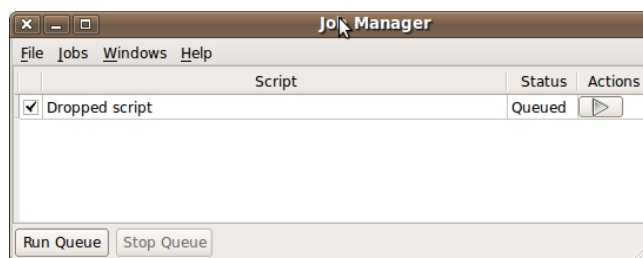 Job Manager
File Jobs Windows Help
Script Status Actions
Dropped script Queued
Run Queue Stop Queue